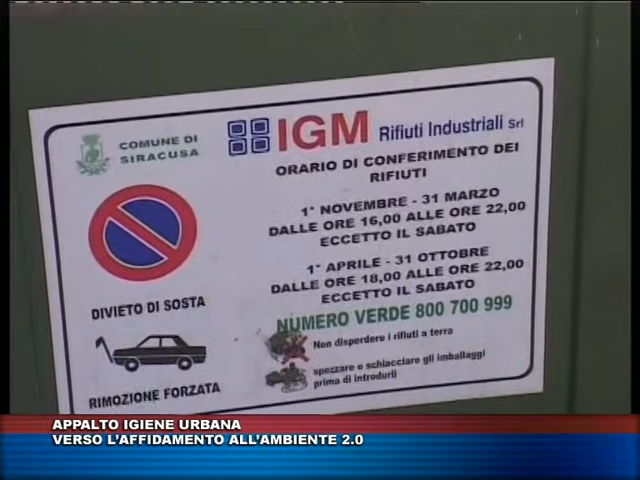 COMUNE DI
SIRACUSA
IGM Rifiuti Industriali Srl
ORARIO DI CONFERIMENTO DEI
RIFIUTI
1° NOVEMBRE - 31 MARZO
DALLE ORE 16,00 ALLE ORE 22,00
ECCETTO IL SABATO
1° APRILE - 31 OTTOBRE
DALLE ORE 18,00 ALLE ORE 22,00
ECCETTO IL SABATO
DIVIETO DI SOSTA
RIMOZIONE FORZATA
NUMERO VERDE 800 700 999
Non disperdere i rifiuti a terra
spezzare o schiacciare gli imballaggi
prima di introdurli
APPALTO IGIENE URBANA
VERSO L'AFFIDAMENTO ALL'AMBIENTE 2.0